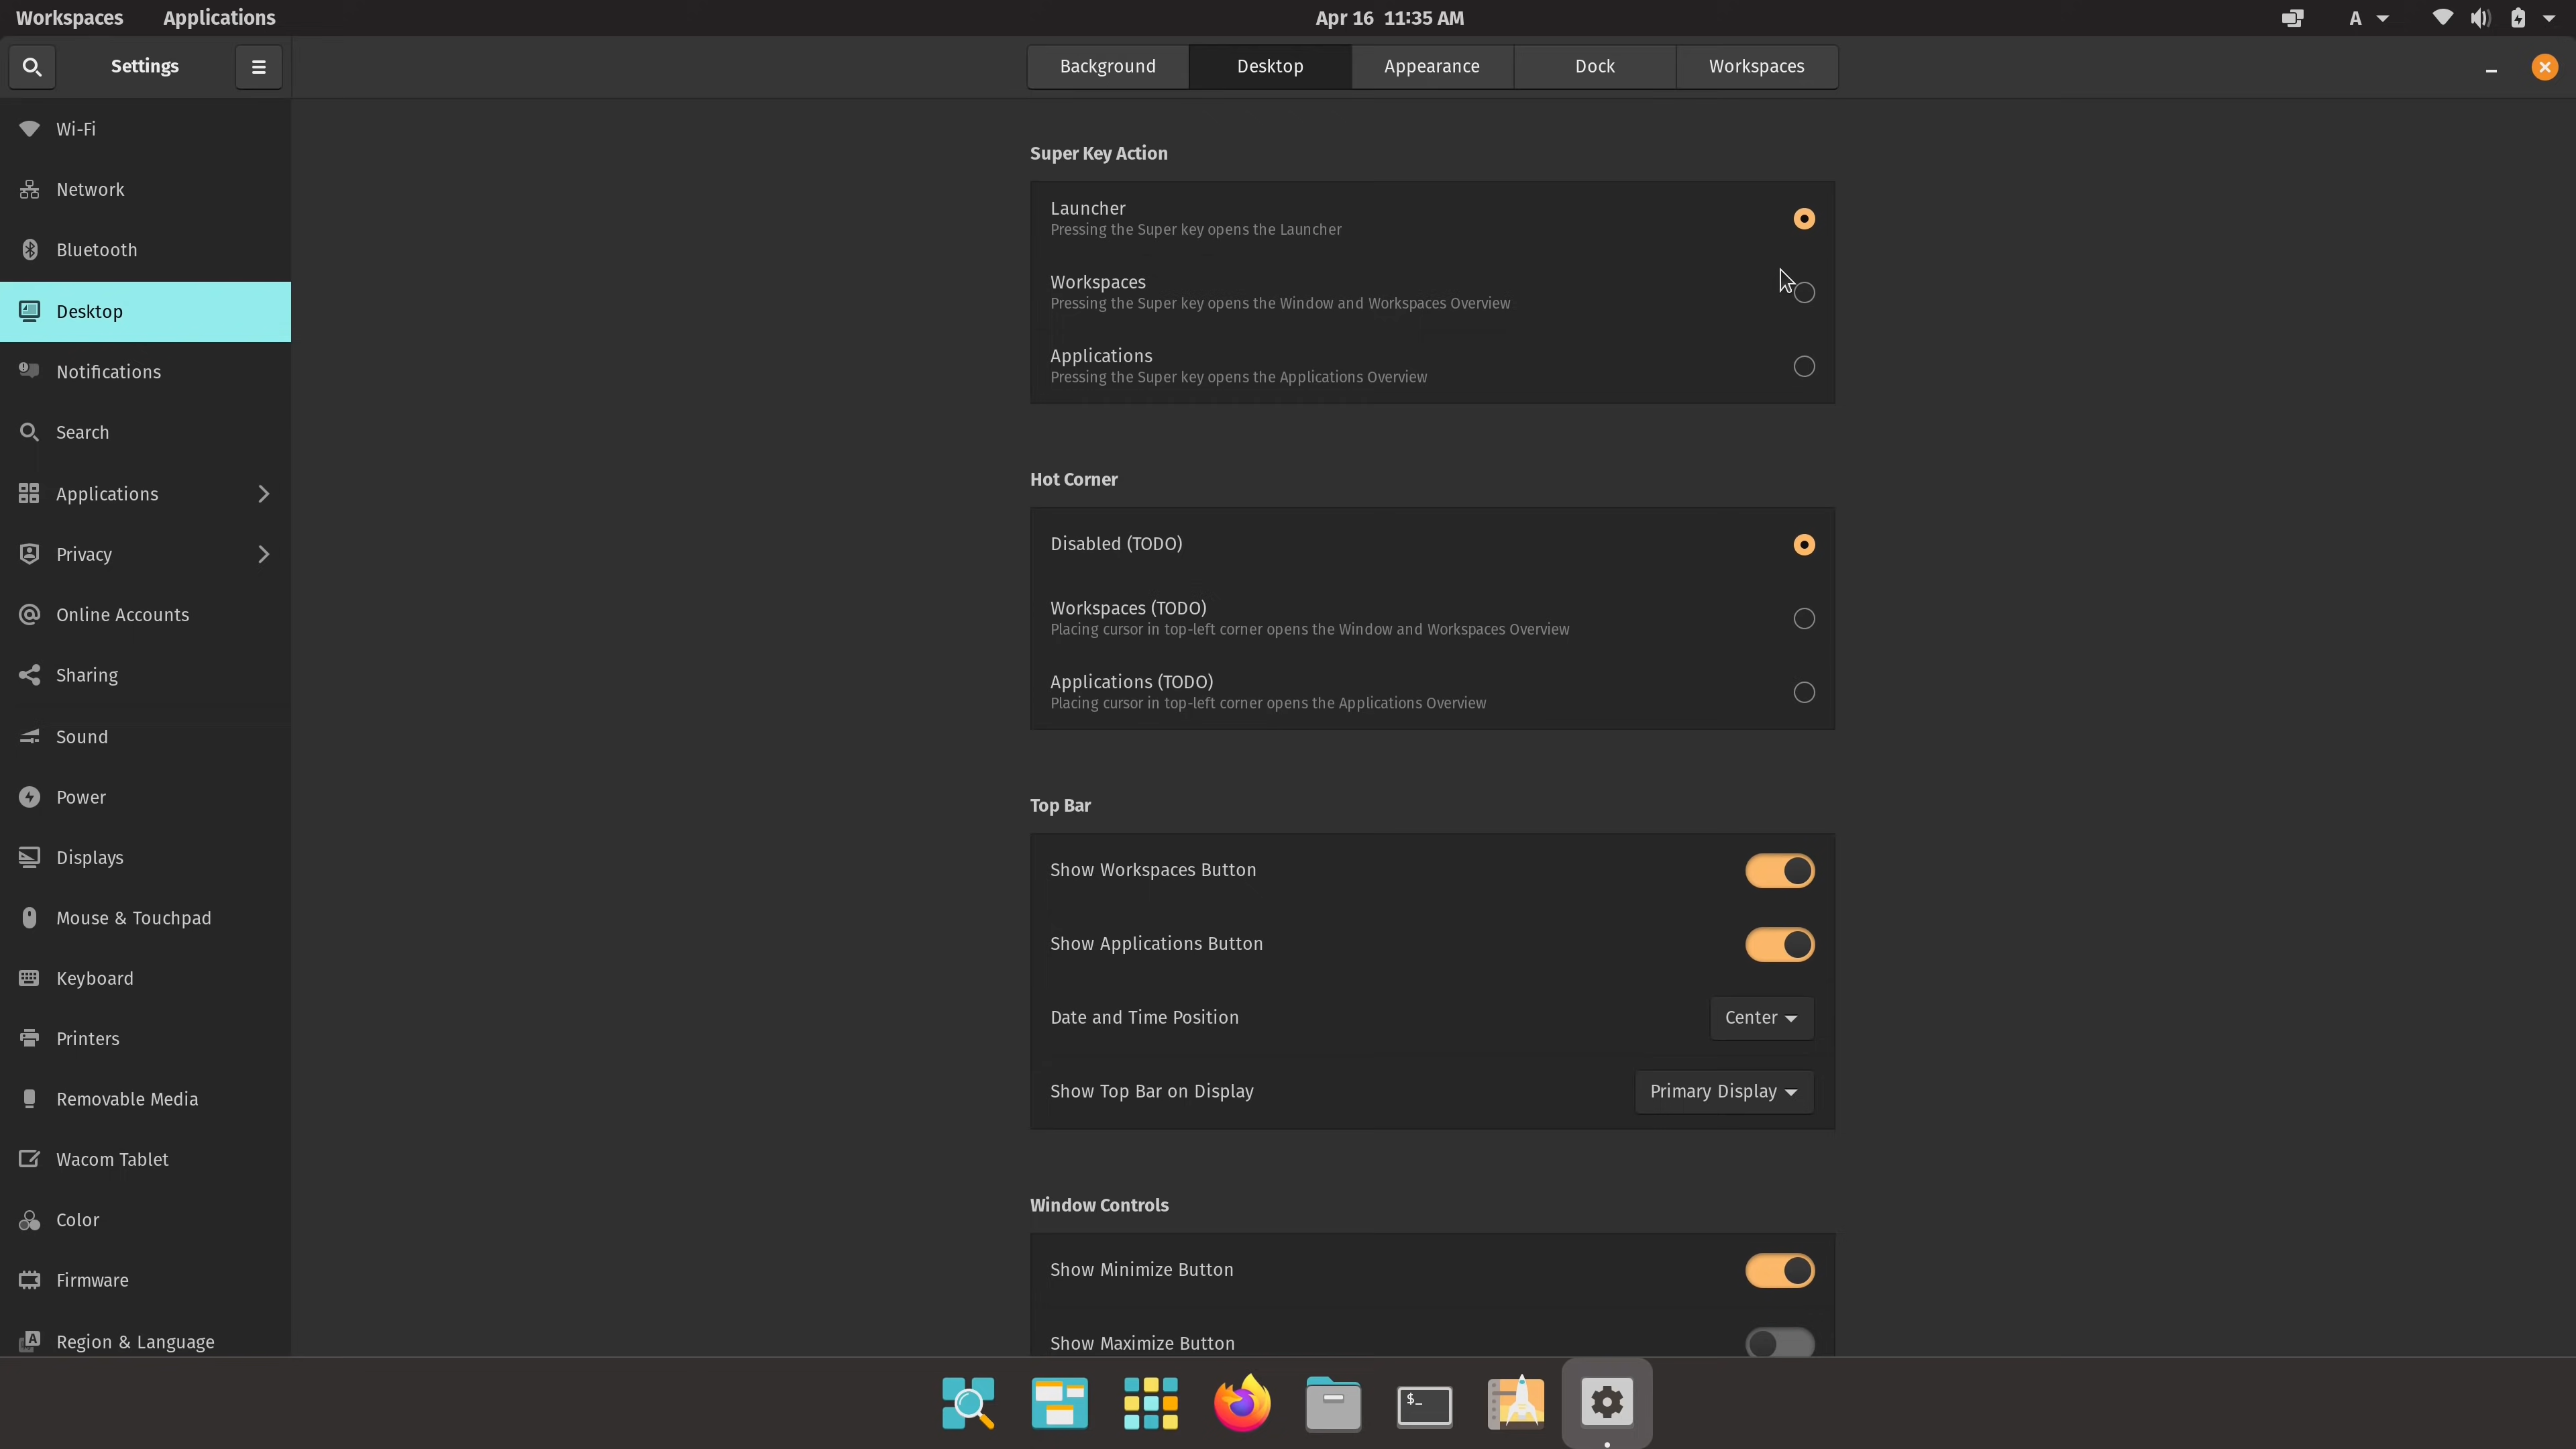 Workspaces Applications Apr 16 11:35 AM A
Settings Background Desktop Appearance Dock Workspaces
Wi-Fi
Network
Bluetooth
Desktop
Notifications
Search
Applications
Privacy
Online Accounts
Sharing
Sound
Power
Displays
Mouse & Touchpad
Keyboard
Printers
Removable Media
Wacom Tablet
Color
Firmware
Region & Language
Super Key Action
Launcher
Pressing the Super key opens the Launcher
Workspaces
Pressing the Super key opens the Window and Workspaces Overview
Applications
Pressing the Super key opens the Applications Overview
Hot Corner
Disabled (TODO)
Workspaces (TODO)
Placing cursor in top-left corner opens the Window and Workspaces Overview
Applications (TODO)
Placing cursor in top-left corner opens the Applications Overview
Top Bar
Show Workspaces Button
Show Applications Button
Date and Time Position Center
Show Top Bar on Display Primary Display
Window Controls
Show Minimize Button
Show Maximize Button
$_